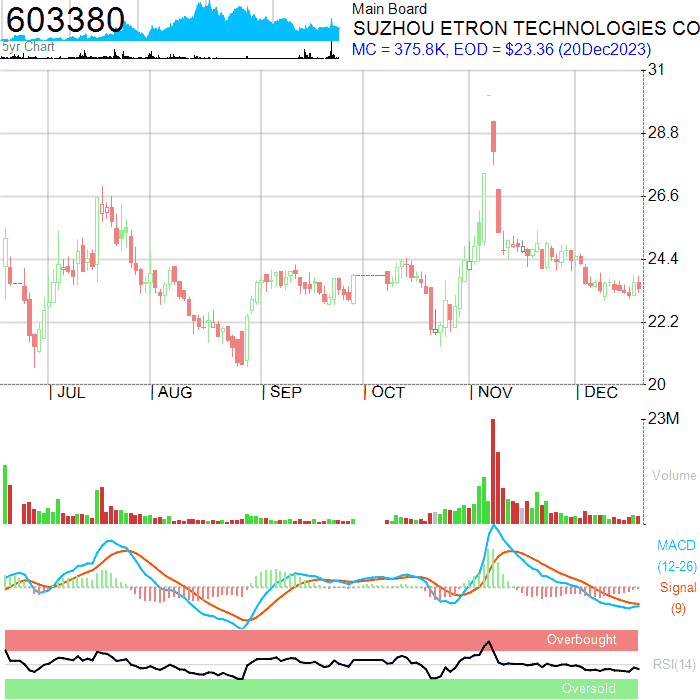 603380
5yr Chart
Main Board
SUZHOU ETRON TECHNOLOGIES CO
MC = 375.8K, EOD = $23.36 (20Dec2023)
31
28.8
26.6
24.4
22.2
20
JUL
AUG
SEP
OCT
NOV
DEC
23M
Volume
MACD
(12-26)
Signal
(9)
Overbought
RSI(14)
Oversold